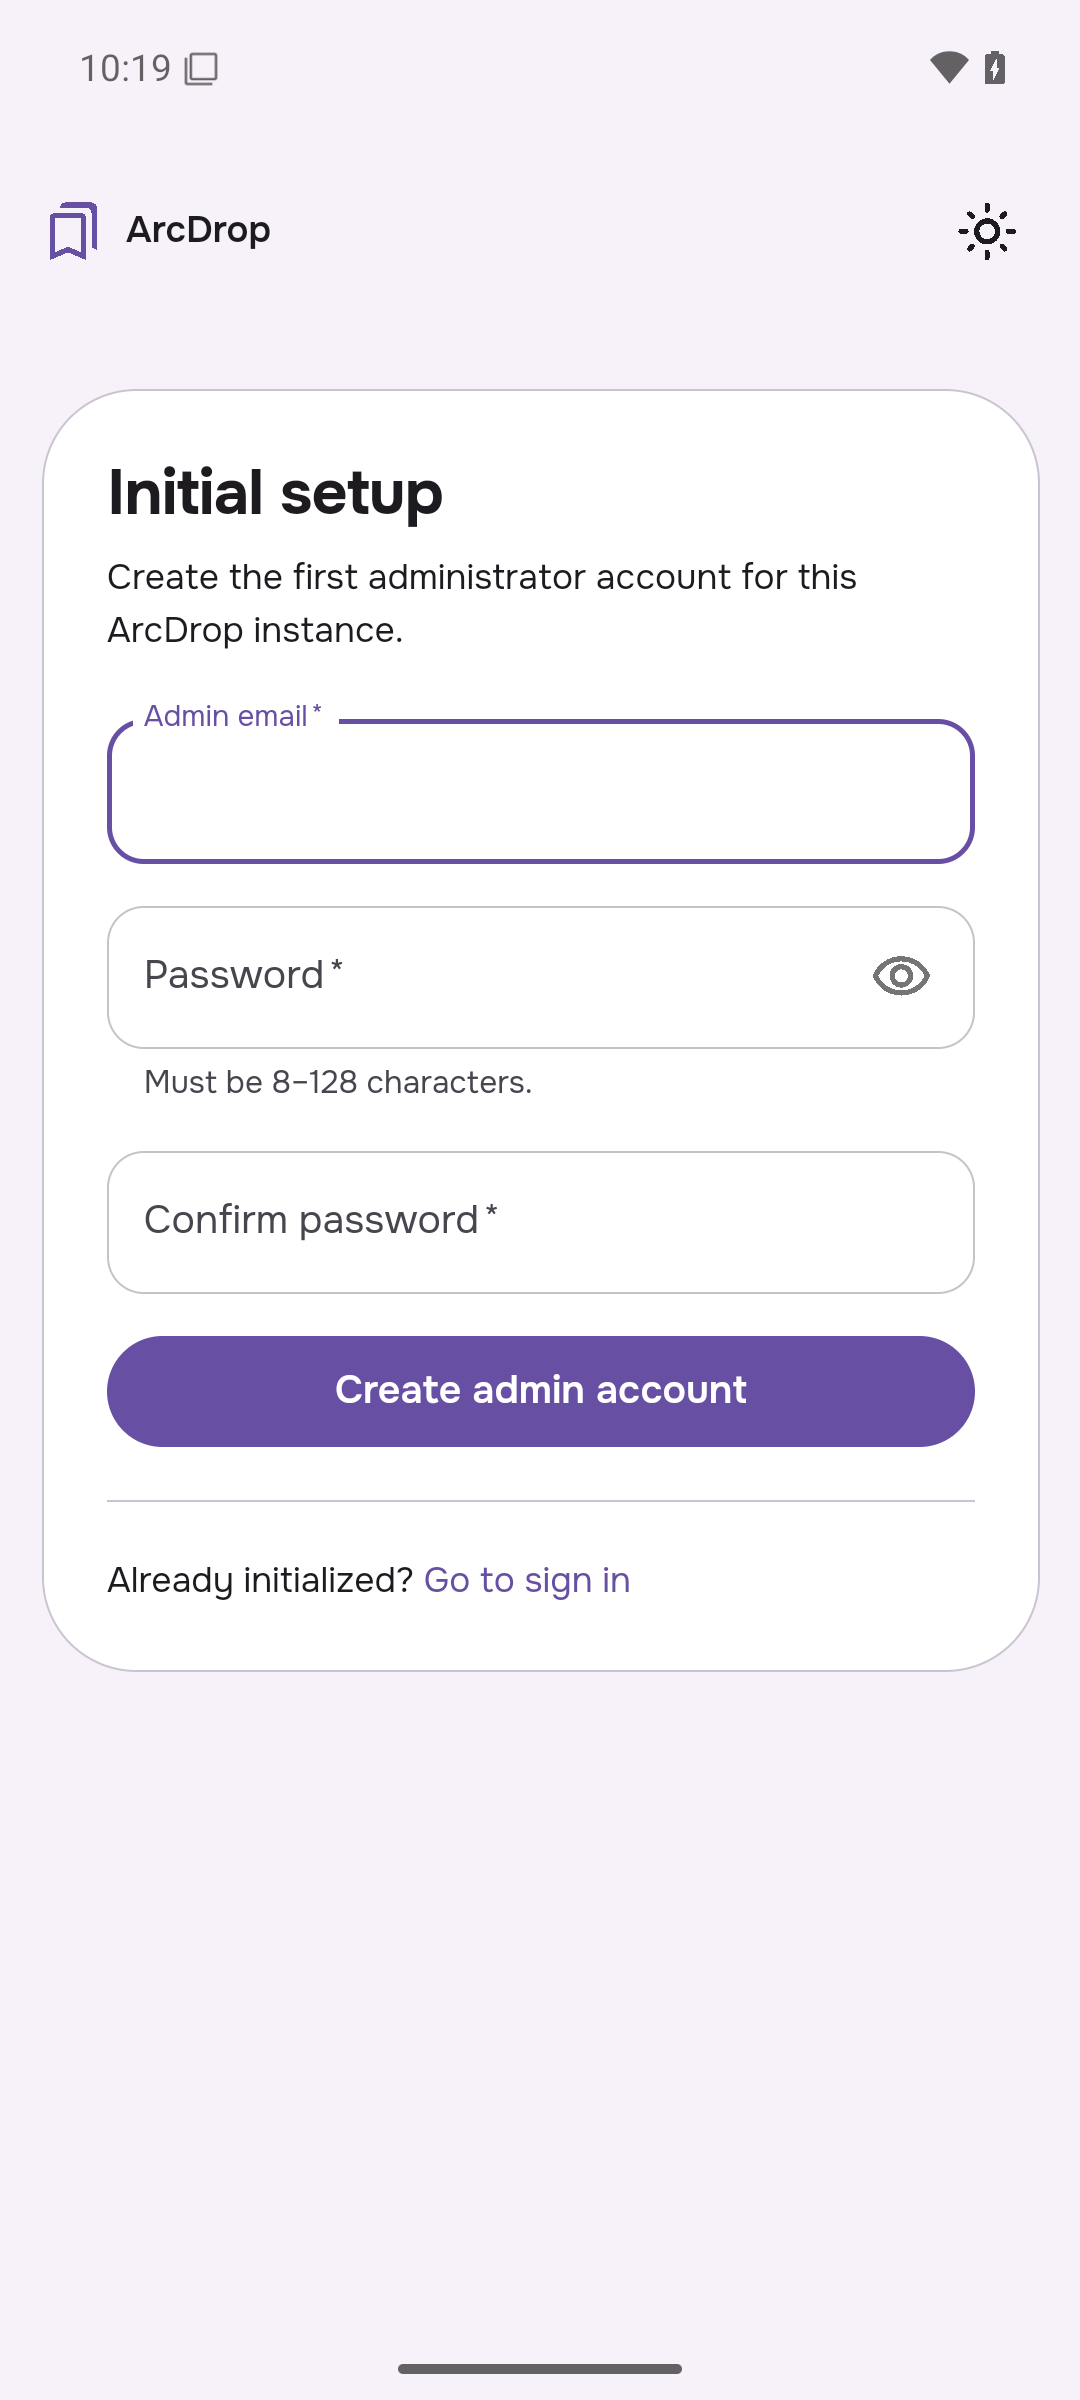 10:19
ArcDrop
Initial setup
Create the first administrator account for this
ArcDrop instance.
Admin email *
Password *
Must be 8–128 characters.
Confirm password *
Create admin account
Already initialized? Go to sign in